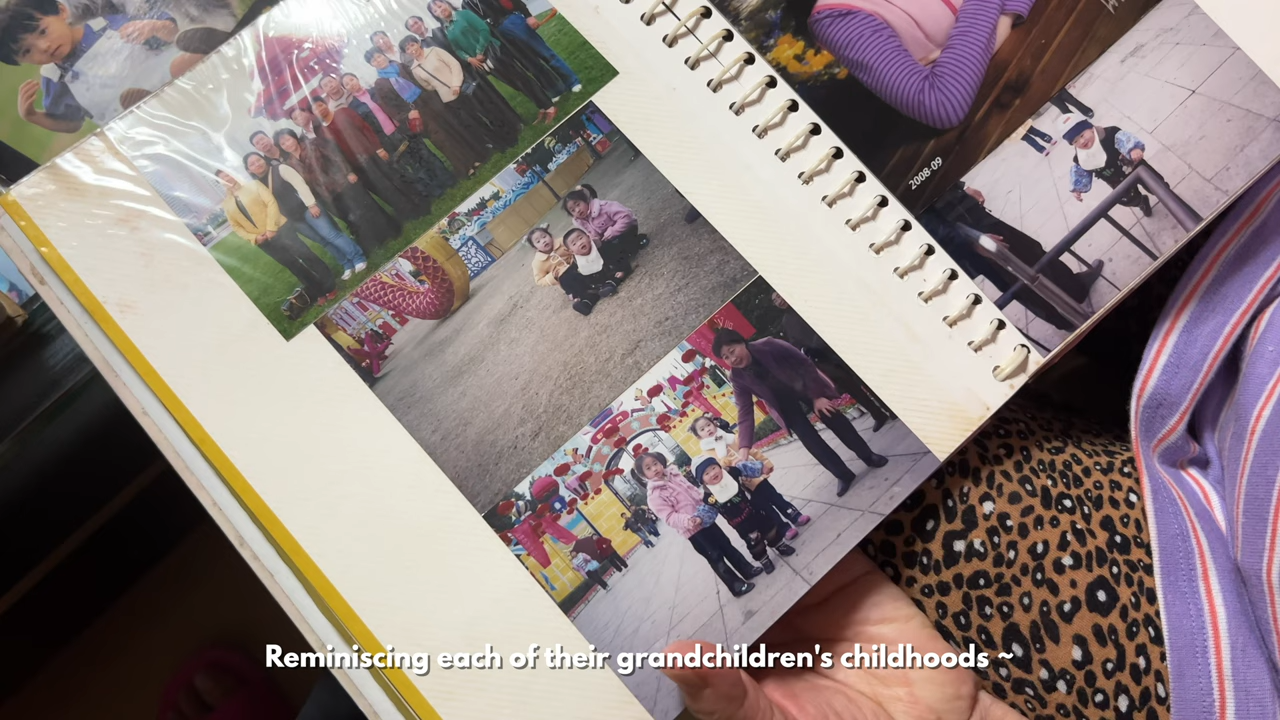 2008-09
Reminiscing each of their grandchildren's childhoods ~